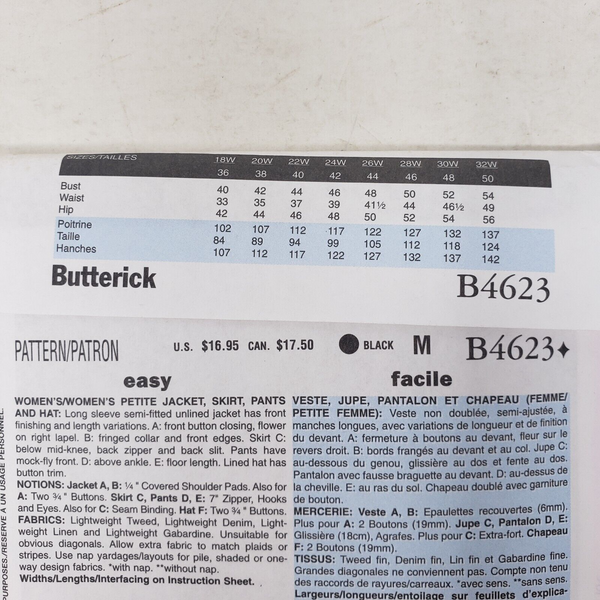 SIZES/TAILLES 18W 20W 22W 24W 26W 28W 30W 32W
36 38 40 42 44 46 48 50
Bust 40 42 44 46 48 50 52 54
Waist 33 35 37 39 41½ 44 46½ 49
Hip 42 44 46 48 50 52 54 56
Poitrine 102 107 112 117 122 127 132 137
Taille 84 89 94 99 105 112 118 124
Hanches 107 112 117 122 127 132 137 142
Butterick B4623
PATTERN/PATRON U.S. $16.95 CAN. $17.50 BLACK M B4623♦
easy
WOMEN'S/WOMEN'S PETITE JACKET, SKIRT, PANTS
AND HAT: Long sleeve semi-fitted unlined jacket has front
finishing and length variations. A: front button closing, flower
on right lapel. B: fringed collar and front edges. Skirt C:
below mid-knee, back zipper and back slit. Pants have
mock-fly front. D: above ankle. E: floor length. Lined hat has
button trim.
NOTIONS: Jacket A, B: ¼" Covered Shoulder Pads. Also for
A: Two ¾" Buttons. Skirt C, Pants D, E: 7" Zipper, Hooks
and Eyes. Also for C: Seam Binding. Hat F: Two ¾" Buttons.
FABRICS: Lightweight Tweed, Lightweight Denim, Light-
weight Linen and Lightweight Gabardine. Unsuitable for
obvious diagonals. Allow extra fabric to match plaids or
stripes. Use nap yardages/layouts for pile, shaded or one-
way design fabrics. *with nap. **without nap.
Widths/Lengths/Interfacing on Instruction Sheet.
facile
VESTE, JUPE, PANTALON ET CHAPEAU (FEMME/
PETITE FEMME): Veste non doublée, semi-ajustée, à
manches longues, avec variations de longueur et de finition
du devant. A: fermeture à boutons au devant, fleur sur le
revers droit. B: bords frangés au devant et au col. Jupe C:
au-dessous du genou, glissière au dos et fente au dos.
Pantalon avec fausse braguette au devant. D: au-dessus de
la cheville. E: au ras du sol. Chapeau doublé avec garniture
de bouton.
MERCERIE: Veste A, B: Epaulettes recouvertes (6mm).
Plus pour A: 2 Boutons (19mm). Jupe C, Pantalon D, E:
Glissière (18cm), Agrafes. Plus pour C: Extra-fort. Chapeau
F: 2 Boutons (19mm).
TISSUS: Tweed fin, Denim fin, Lin fin et Gabardine fine.
Grandes diagonales ne conviennent pas. Compte non tenu
des raccords de rayures/carreaux. *avec sens. **sans sens.
Largeurs/longueurs/entoilage sur feuillets d'explica-
PURPOSES./RESERVE A UN USAGE PERSONNEL.